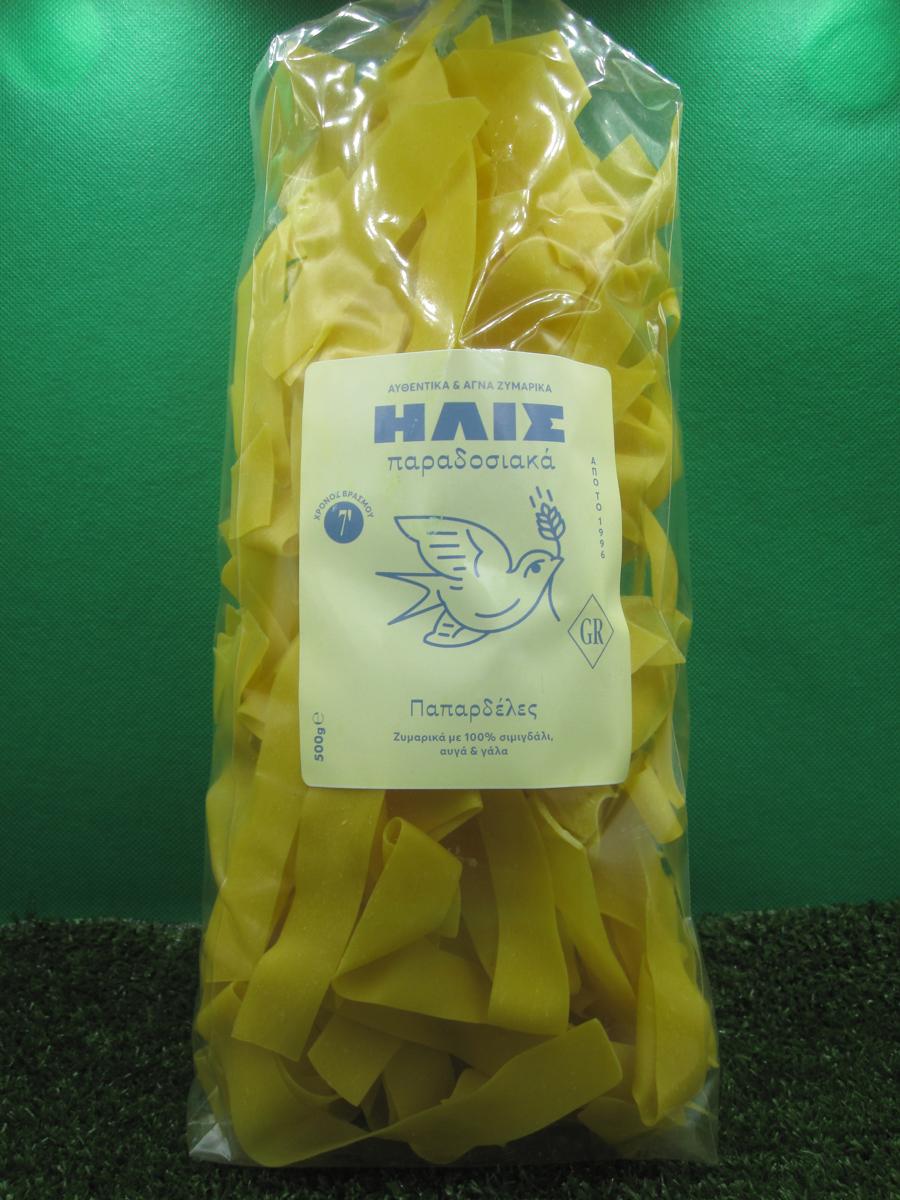 ΑΥΘΕΝΤΙΚΑ & ΑΓΝΑ ΖΥΜΑΡΙΚΑ
ΗΛΙΣ
παραδοσιακά
ΧΡΟΝΟΣ ΒΡΑΣΜΟΥ
7'
ΑΠΟ ΤΟ 1996
GR
Παπαρδέλες
Ζυμαρικά με 100% σιμιγδάλι,
αυγά & γάλα
500g℮